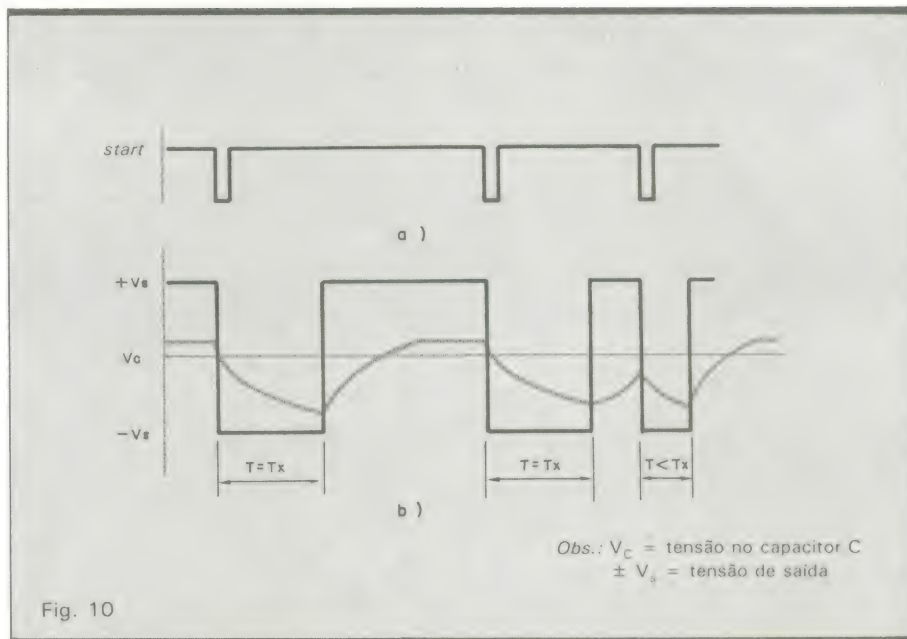 start
a )
+Vs
Vc
−Vs
T=Tx
T=Tx
T<Tx
b )
Obs.: VC = tensão no capacitor C
± Vs = tensão de saída
Fig. 10